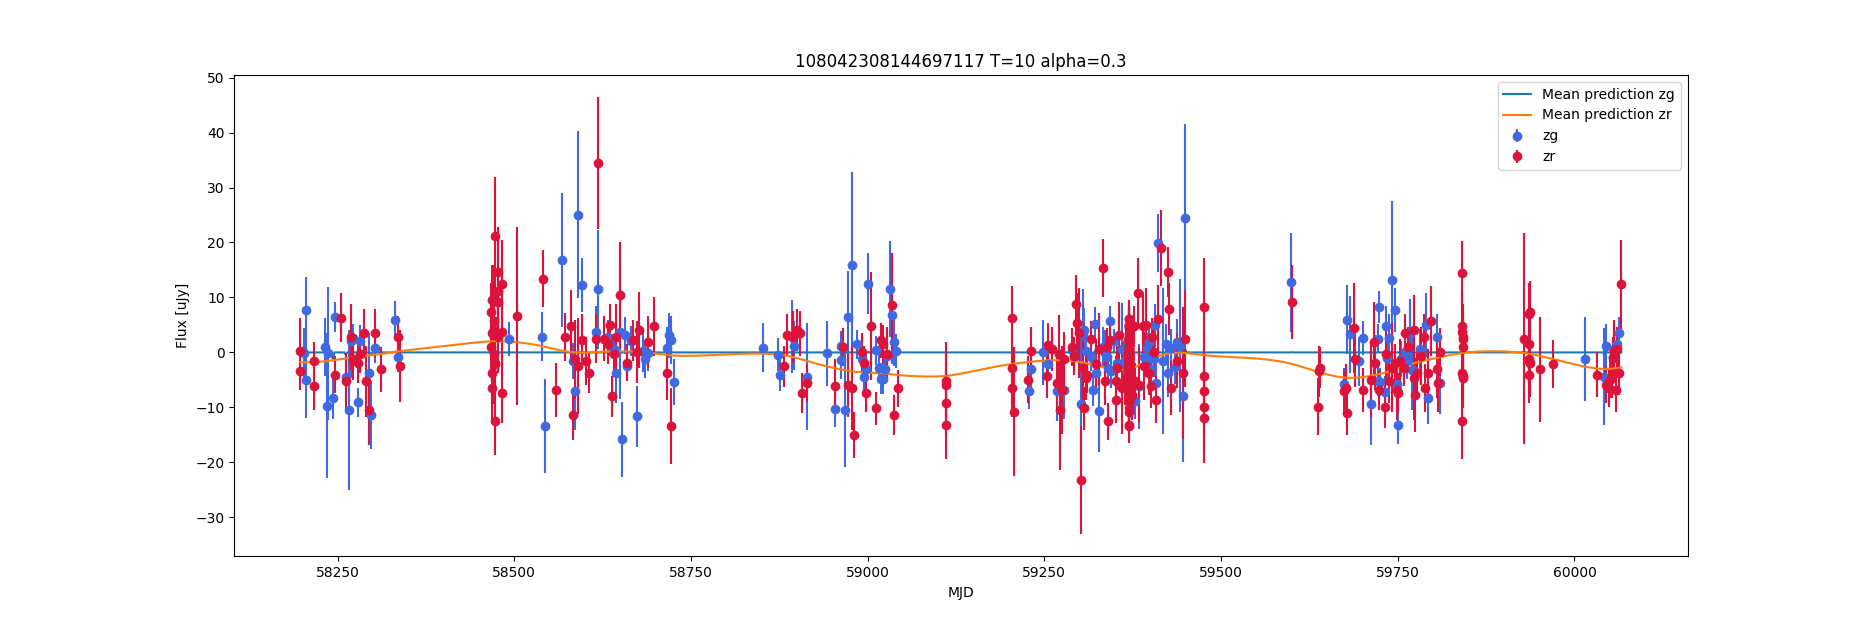 108042308144697117 T=10 alpha=0.3
Mean prediction zg
Mean prediction zr
zg
zr
Flux [uJy]
50
40
30
20
10
0
−10
−20
−30
58250 58500 58750 59000 59250 59500 59750 60000
MJD